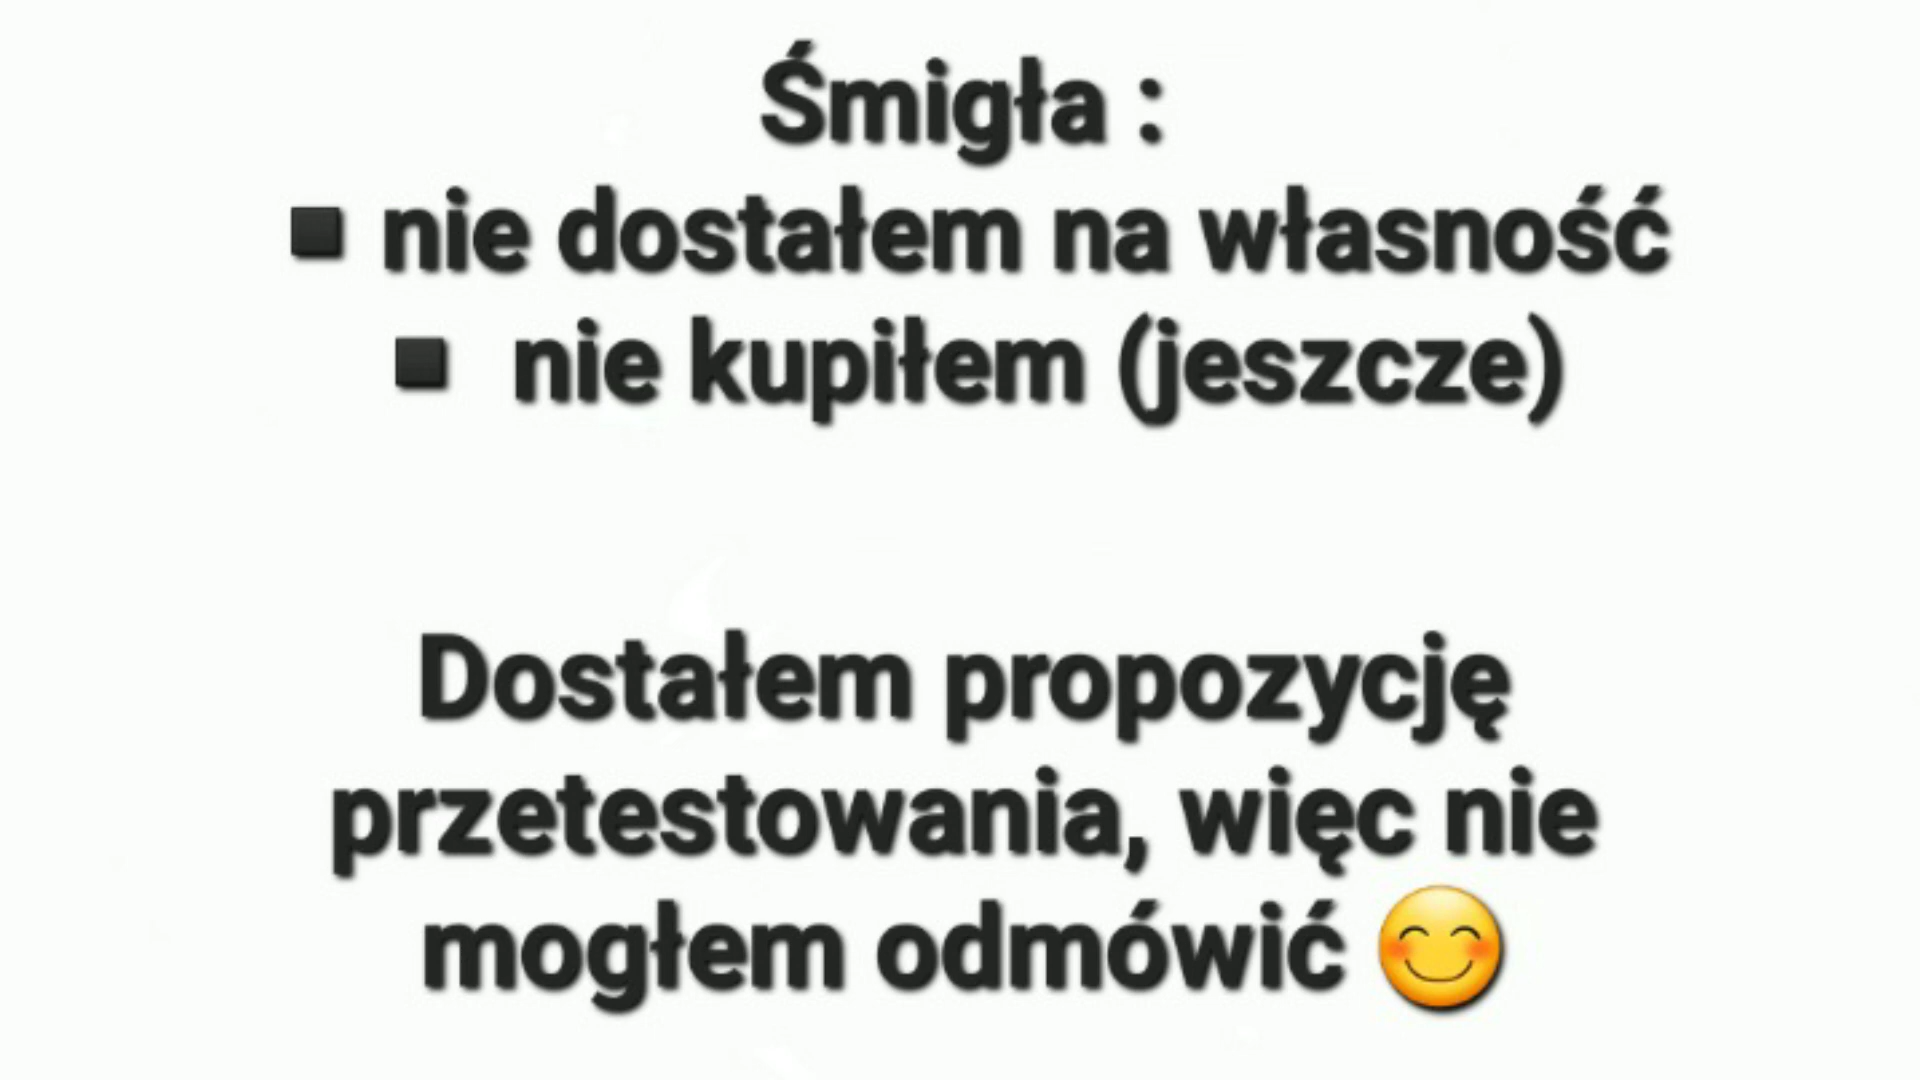 Śmigła :
▪ nie dostałem na własność
▪ nie kupiłem (jeszcze)
Dostałem propozycję
przetestowania, więc nie
mogłem odmówić 😊